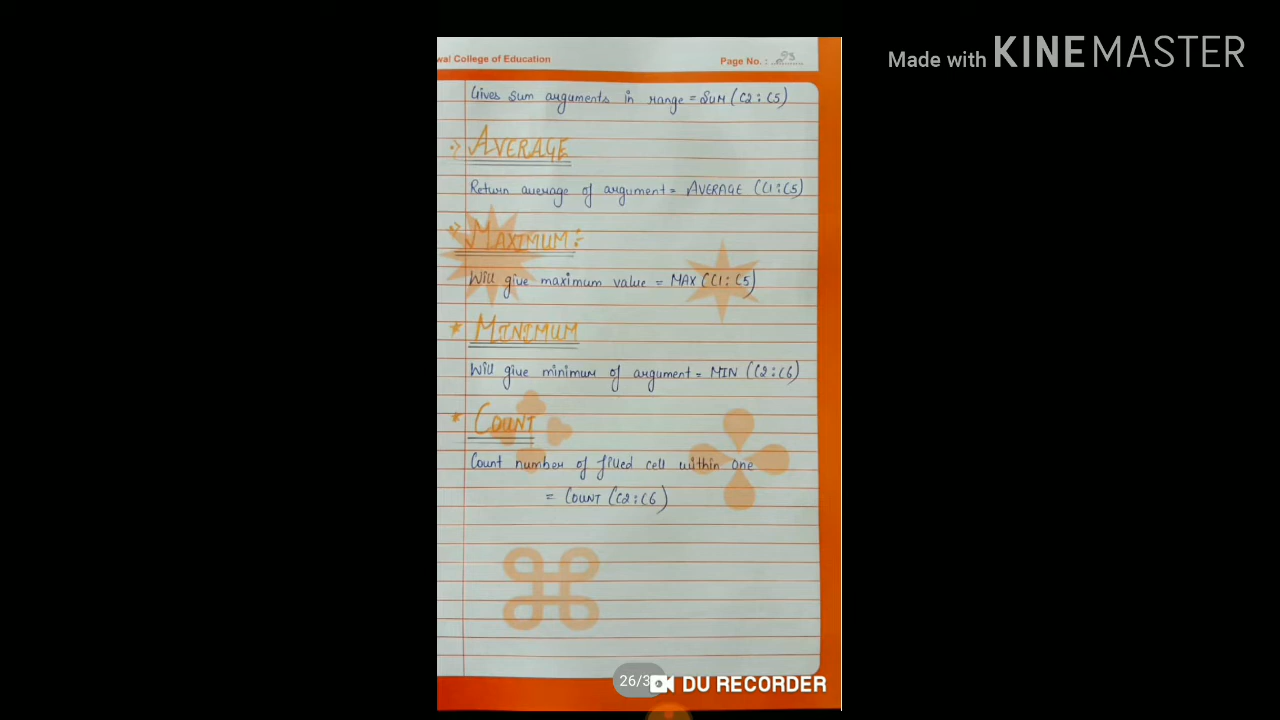 Made with KINEMASTER
wal College of Education
Page No. :
Gives Sum arguments in range = SUM (C2 : C5)
AVERAGE
Return average of argument = AVERAGE (C1 : C5)
MAXIMUM :-
Will give maximum value = MAX (C1 : C5)
* MINIMUM
Will give minimum of argument = MIN (C2 : C6)
* COUNT
Count number of filled cell within one
= COUNT (C2 : C6)
26/3
DU RECORDER